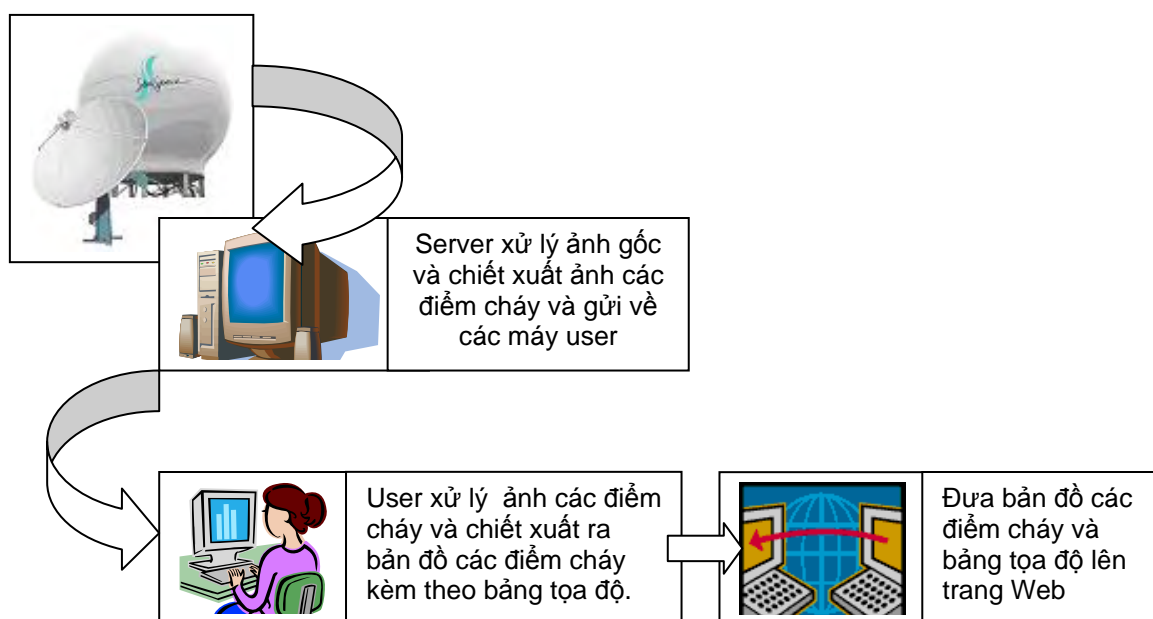 Server xử lý ảnh gốc
và chiết xuất ảnh các
điểm cháy và gửi về
các máy user
User xử lý ảnh các điểm
cháy và chiết xuất ra
bản đồ các điểm cháy
kèm theo bảng tọa độ.
Đưa bản đồ các
điểm cháy và
bảng tọa độ lên
trang Web